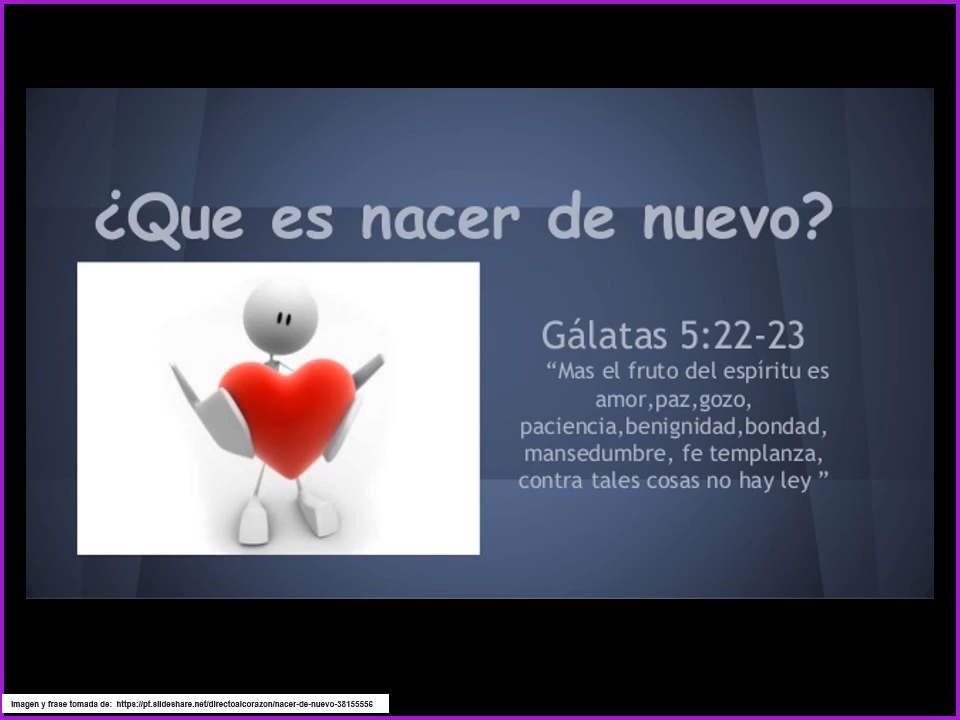 ¿Que es nacer de nuevo?
Gálatas 5:22-23
“Mas el fruto del espíritu es
amor,paz,gozo,
paciencia,benignidad,bondad,
mansedumbre, fe templanza,
contra tales cosas no hay ley ”
Imagen y frase tomada de: https://pt.slideshare.net/directoalcorazon/nacer-de-nuevo-38155556